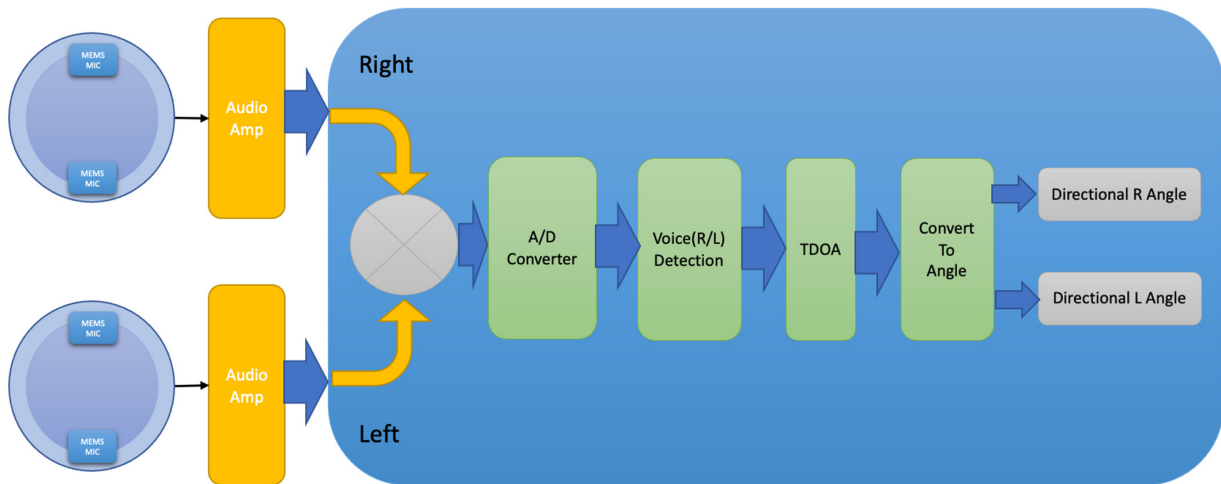 MEMS
MIC
MEMS
MIC
Audio
Amp
Right
A/D
Converter
Voice(R/L)
Detection
TDOA
Convert
To
Angle
Directional R Angle
Directional L Angle
MEMS
MIC
MEMS
MIC
Audio
Amp
Left